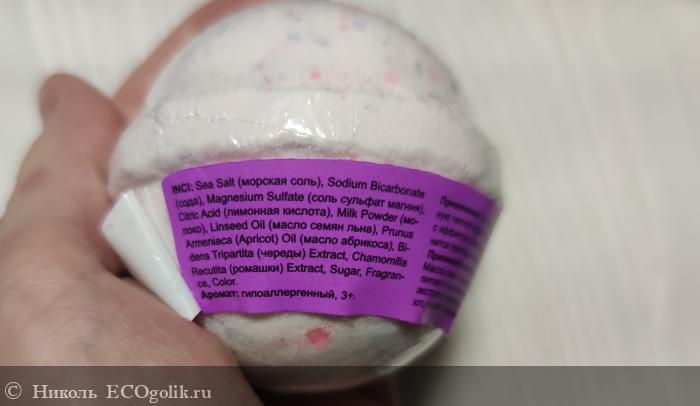 INCI: Sea Salt (морская соль), Sodium Bicarbonate
(сода), Magnesium Sulfate (соль сульфат магния),
Citric Acid (лимонная кислота), Milk Powder (мо-
локо), Linseed Oil (масло семян льна), Prunus
Armeniaca (Apricot) Oil (масло абрикоса), Bi-
dens Tripartita (череды) Extract, Chamomilla
Recutita (ромашки) Extract, Sugar, Fragran-
ce, Color.
Аромат: гипоаллергенный, 3+.
Применение
© Николь ECOgolik.ru